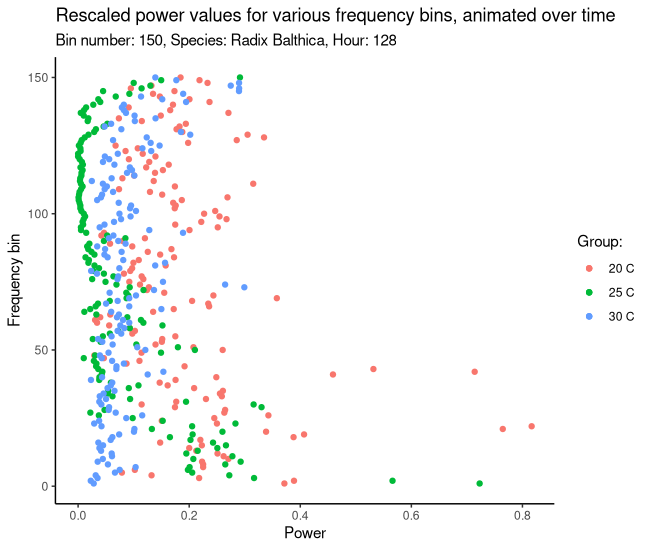 Rescaled power values for various frequency bins, animated over time
Bin number: 150, Species: Radix Balthica, Hour: 128
150
100
50
0
Frequency bin
0.0 0.2 0.4 0.6 0.8
Power
Group:
20 C
25 C
30 C